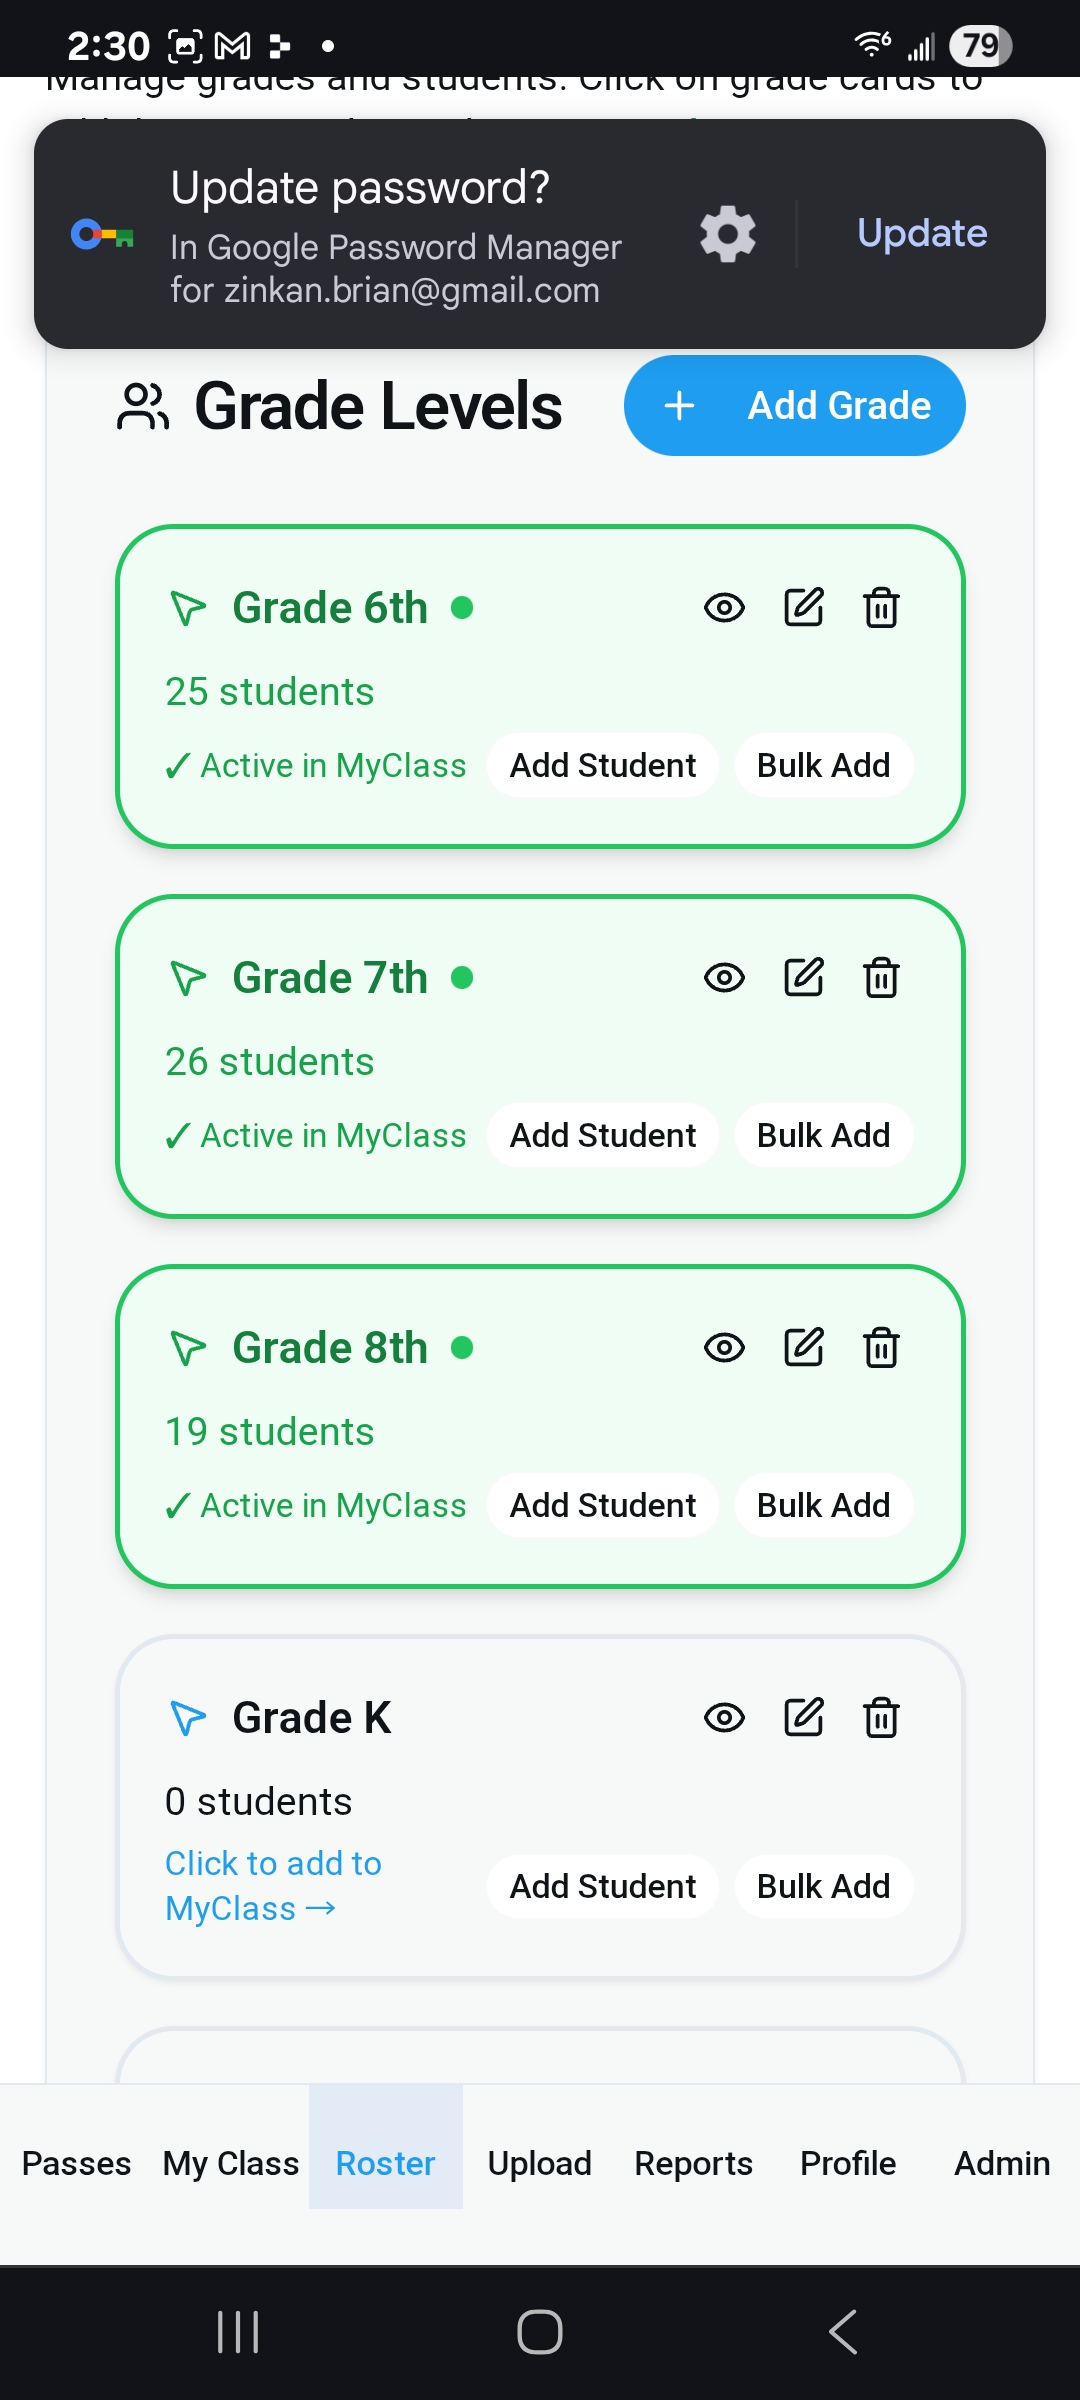 2:30
6
79
Manage grades and students. Click on grade cards to
Update password?
In Google Password Manager
for zinkan.brian@gmail.com
Update
Grade Levels
+ Add Grade
Grade 6th
25 students
✓ Active in MyClass
Add Student
Bulk Add
Grade 7th
26 students
✓ Active in MyClass
Add Student
Bulk Add
Grade 8th
19 students
✓ Active in MyClass
Add Student
Bulk Add
Grade K
0 students
Click to add to
MyClass →
Add Student
Bulk Add
Passes
My Class
Roster
Upload
Reports
Profile
Admin